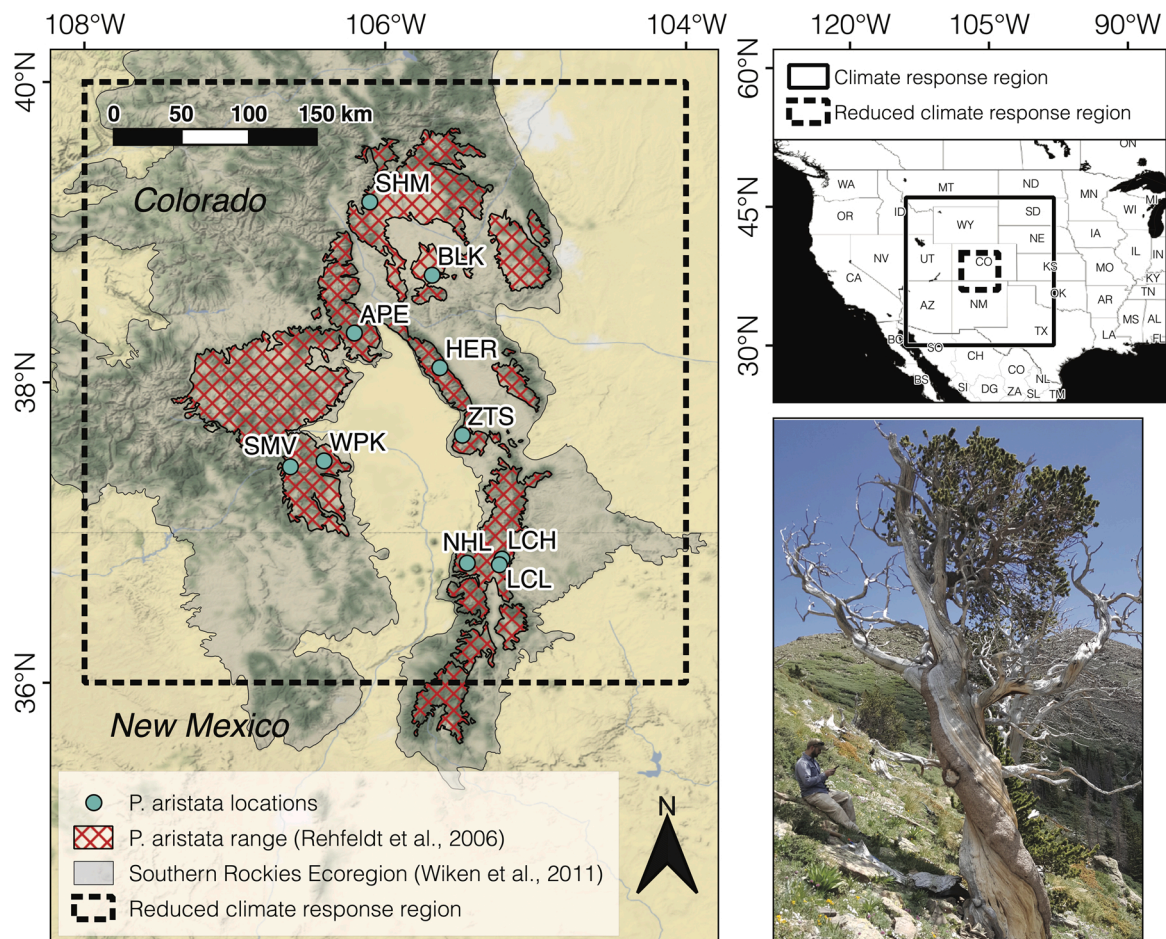 108°W 106°W 104°W
40°N
38°N
36°N
0 50 100 150 km
Colorado
SHM
BLK
APE
HER
ZTS
SMV WPK
NHL LCH
LCL
New Mexico
P. aristata locations
P. aristata range (Rehfeldt et al., 2006)
Southern Rockies Ecoregion (Wiken et al., 2011)
Reduced climate response region
N
120°W 105°W 90°W
60°N
45°N
30°N
Climate response region
Reduced climate response region
ON
WA MT ND MN MI
OR ID WY SD WI
NE IA
NV UT CO IL IN
CA KS MO KY
OK TN
AZ NM AR
MS AL
TX LA FL
BC SO
CH
BS CO NL
SI DG ZA SL TM